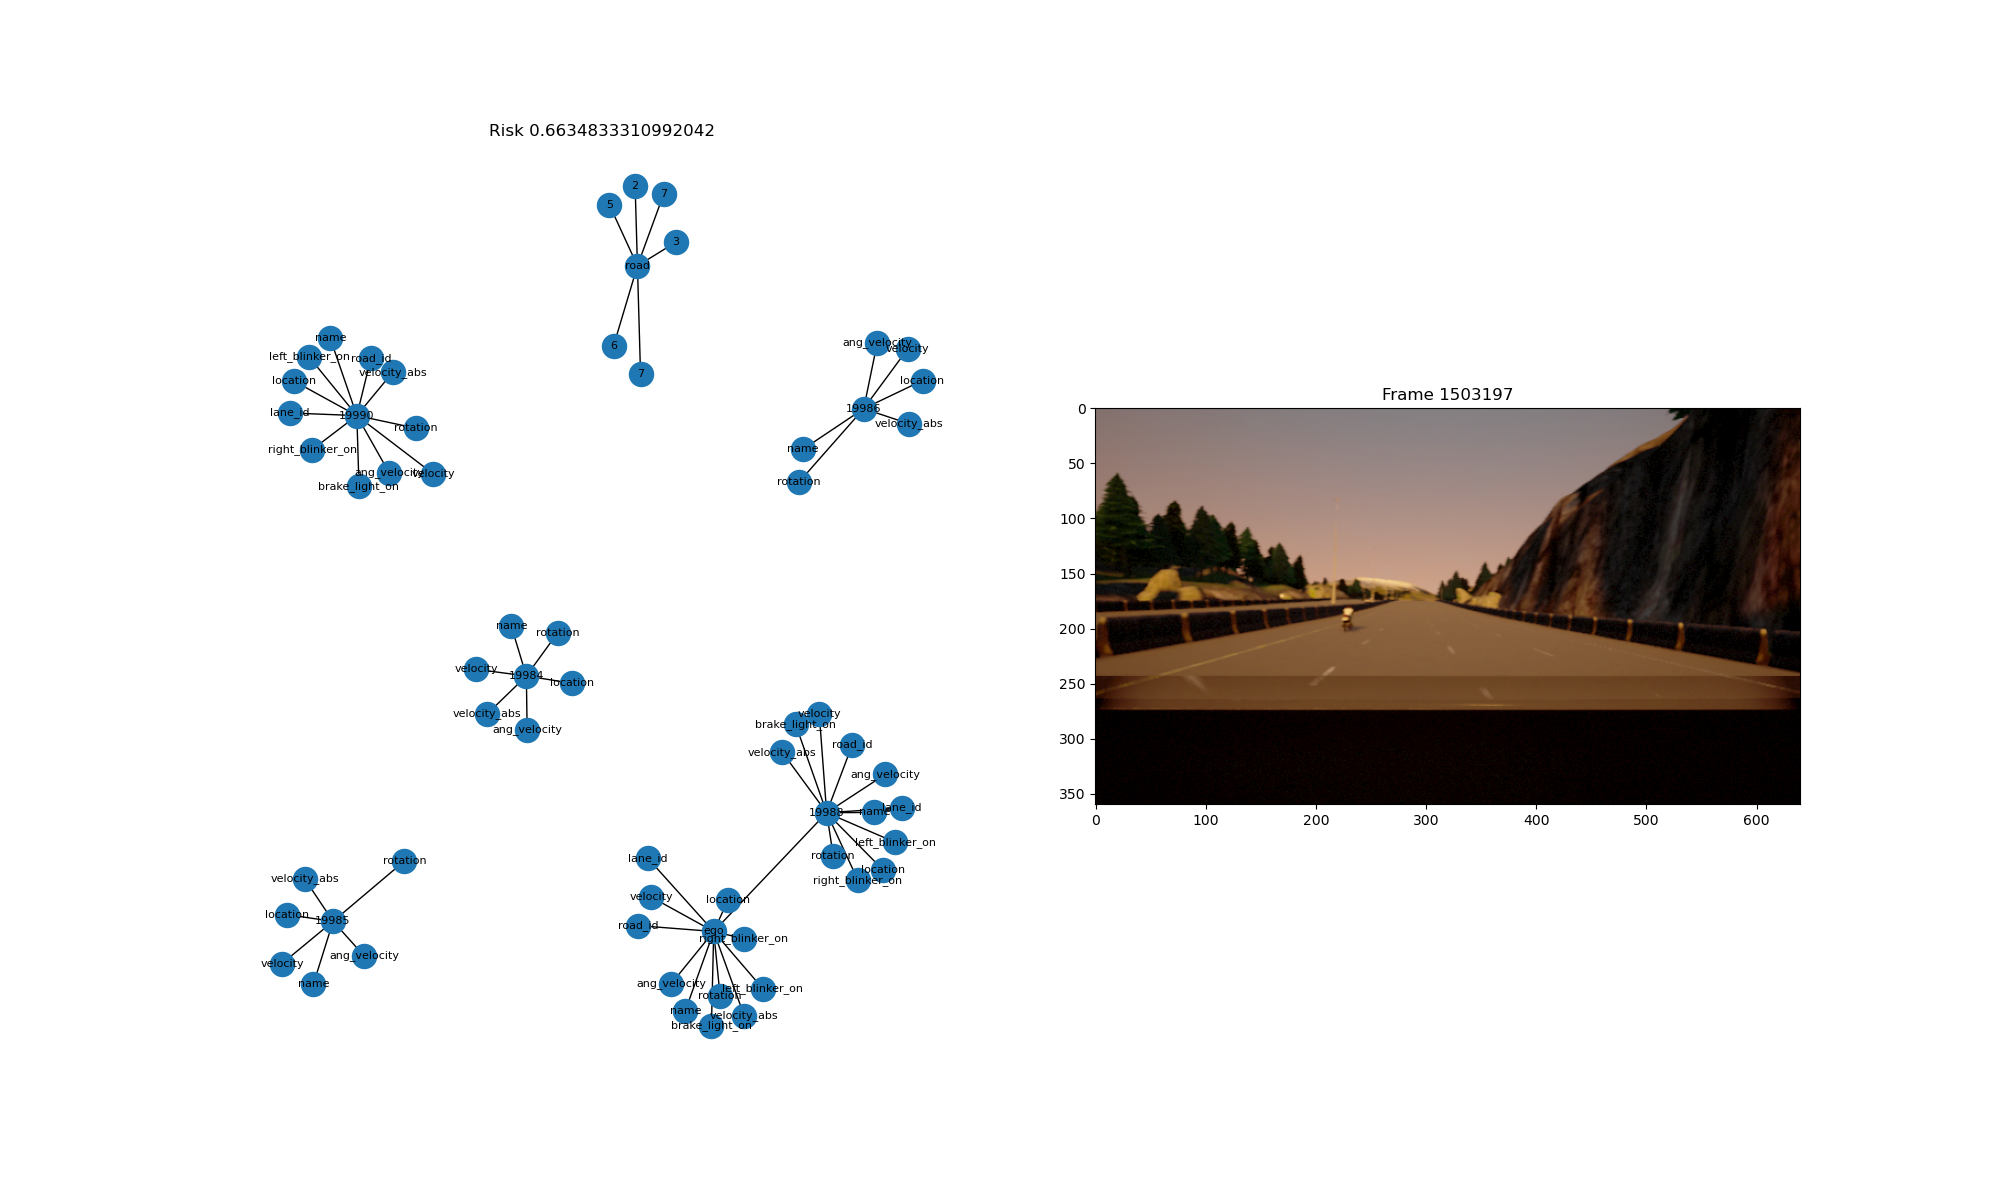 Risk 0.6634833310992042
2
7
5
3
road
6
7
name
left_blinker_on
road_id
velocity_abs
location
lane_id
19990
rotation
right_blinker_on
ang_velocity
velocity
brake_light_on
ang_velocity
velocity
location
19986
velocity_abs
name
rotation
name
rotation
velocity
19984
location
velocity_abs
ang_velocity
velocity
brake_light_on
road_id
velocity_abs
ang_velocity
19988
name
lane_id
left_blinker_on
rotation
location
right_blinker_on
lane_id
velocity
location
road_id
ego
right_blinker_on
ang_velocity
left_blinker_on
rotation
name
velocity_abs
brake_light_on
rotation
velocity_abs
location
19985
ang_velocity
velocity
name
Frame 1503197
0
50
100
150
200
250
300
350
0
100
200
300
400
500
600